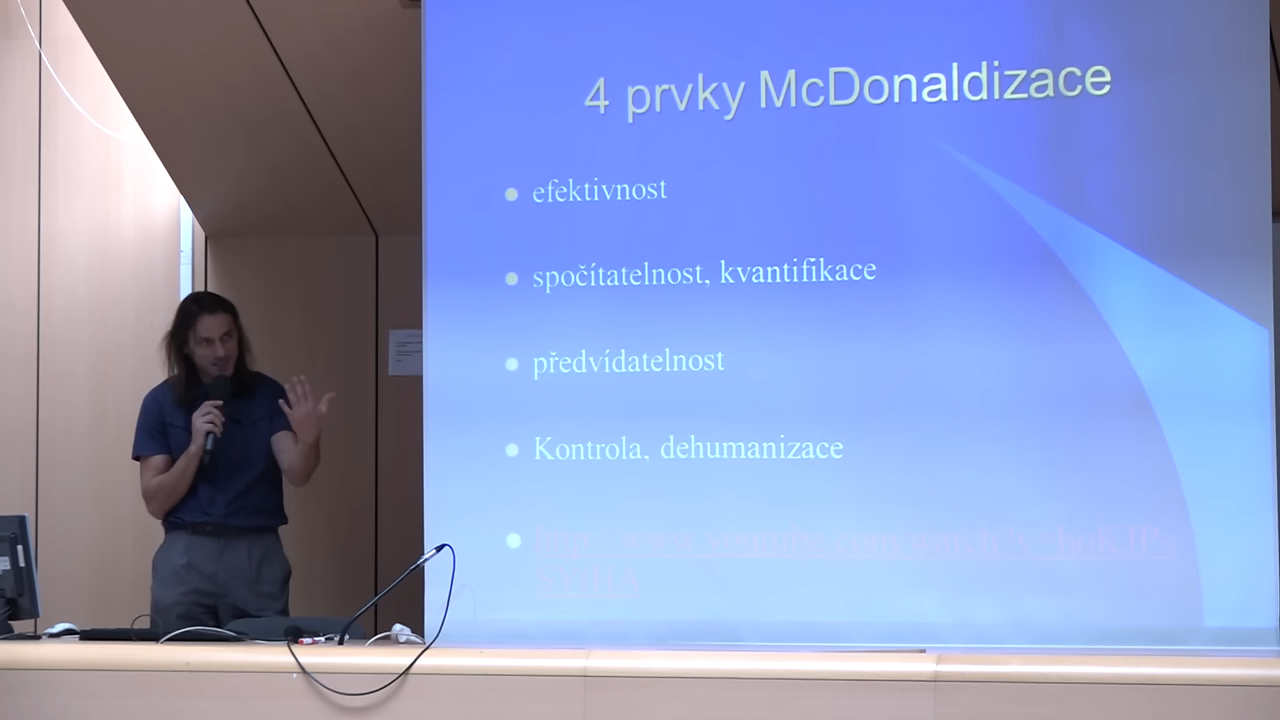 4 prvky McDonaldizace
efektivnost
spočítatelnost, kvantifikace
předvídatelnost
Kontrola, dehumanizace